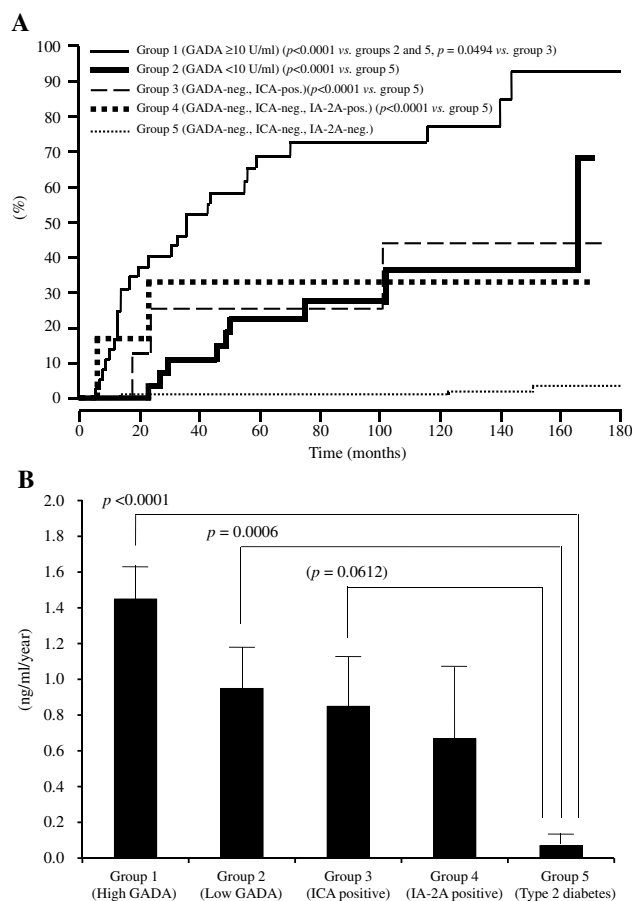 A
100
90
80
70
60
50
40
30
20
10
0
(%)
Group 1 (GADA ≥10 U/ml) (p<0.0001 vs. groups 2 and 5, p = 0.0494 vs. group 3)
Group 2 (GADA <10 U/ml) (p<0.0001 vs. group 5)
Group 3 (GADA-neg., ICA-pos.)(p<0.0001 vs. group 5)
Group 4 (GADA-neg., ICA-neg., IA-2A-pos.) (p<0.0001 vs. group 5)
Group 5 (GADA-neg., ICA-neg., IA-2A-neg.)
0 20 40 60 80 100 120 140 160 180
Time (months)
B
2.0
1.8
1.6
1.4
1.2
1.0
0.8
0.6
0.4
0.2
0.0
(ng/ml/year)
p <0.0001
p = 0.0006
(p = 0.0612)
Group 1 Group 2 Group 3 Group 4 Group 5
(High GADA) (Low GADA) (ICA positive) (IA-2A positive) (Type 2 diabetes)